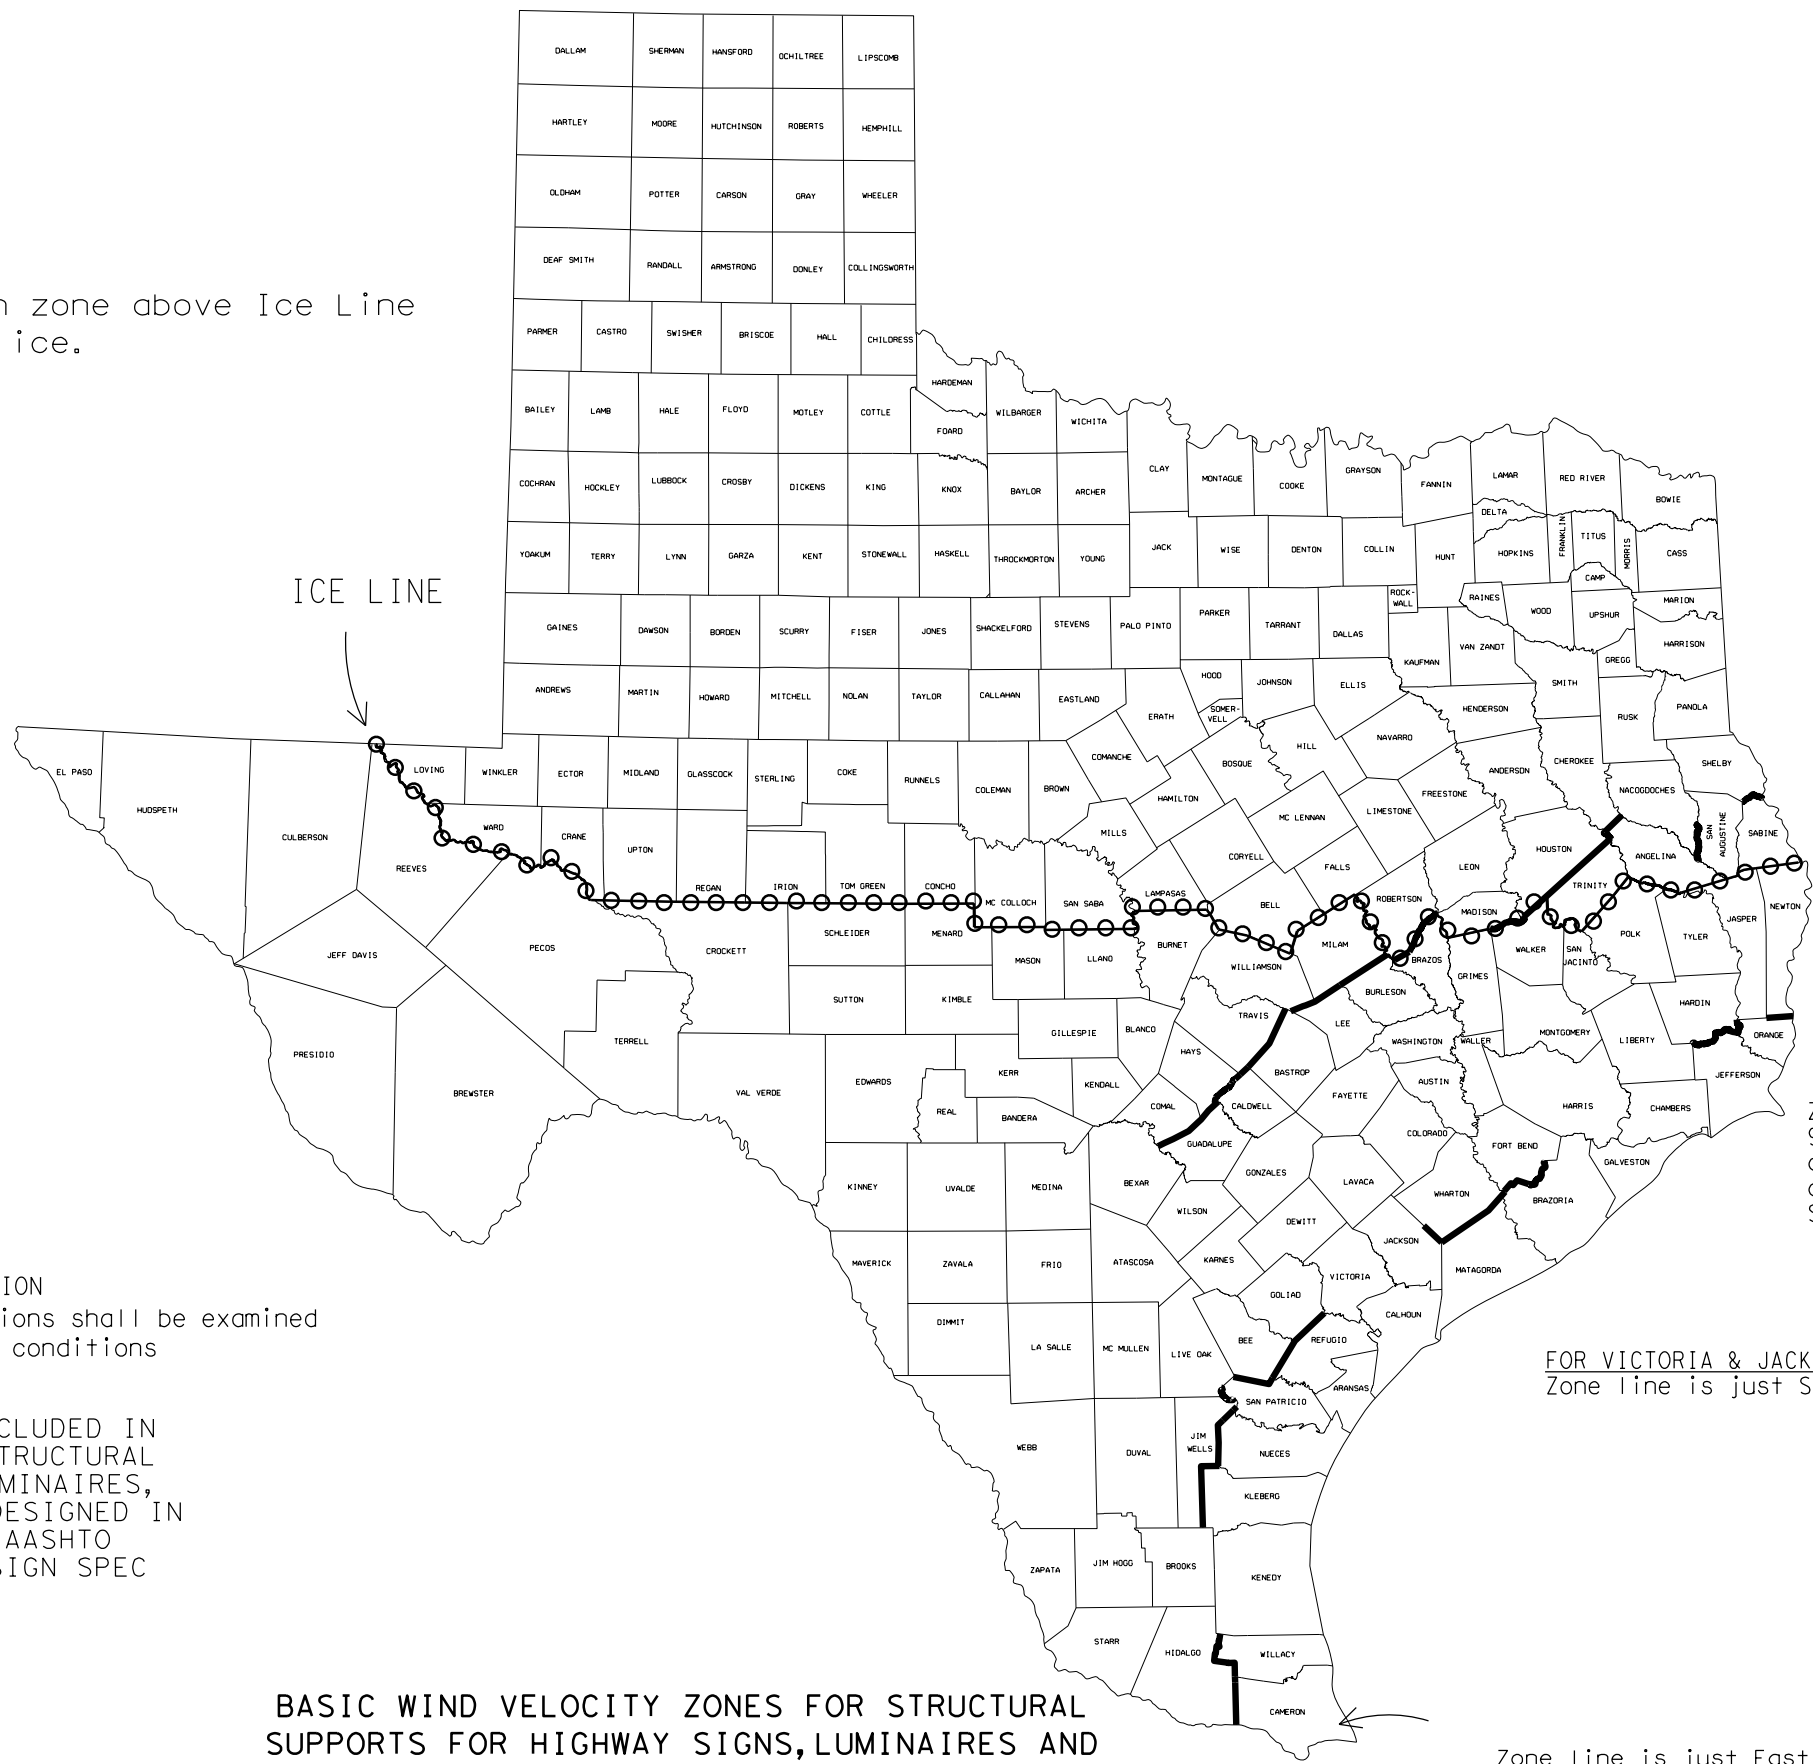 DALLAM SHERMAN HANSFORD OCHILTREE LIPSCOMB
HARTLEY MOORE HUTCHINSON ROBERTS HEMPHILL
OLDHAM POTTER CARSON GRAY WHEELER
DEAF SMITH RANDALL ARMSTRONG DONLEY COLLINGSWORTH
n zone above Ice Line
ice.
PARMER CASTRO SWISHER BRISCOE HALL CHILDRESS
HARDEMAN
BAILEY LAMB HALE FLOYD MOTLEY COTTLE WILBARGER WICHITA
FOARD
CLAY GRAYSON LAMAR RED RIVER
COCHRAN HOCKLEY LUBBOCK CROSBY DICKENS KING KNOX BAYLOR ARCHER MONTAGUE COOKE FANNIN BOWIE
DELTA
YOAKUM TERRY LYNN GARZA KENT STONEWALL HASKELL THROCKMORTON YOUNG JACK WISE DENTON COLLIN HUNT HOPKINS FRANKLIN TITUS MORRIS CASS
CAMP
ICE LINE
ROCK-
WALL
RAINES WOOD UPSHUR MARION
GAINES DAWSON BORDEN SCURRY FISER JONES SHACKELFORD STEVENS PALO PINTO PARKER TARRANT DALLAS
KAUFMAN VAN ZANDT GREGG HARRISON
ANDREWS MARTIN HOWARD MITCHELL NOLAN TAYLOR CALLAHAN EASTLAND HOOD JOHNSON ELLIS SMITH
SOMER-
VELL
ERATH HENDERSON RUSK PANOLA
EL PASO HUDSPETH CULBERSON LOVING WINKLER ECTOR MIDLAND GLASSCOCK STERLING COKE RUNNELS COLEMAN BROWN COMANCHE BOSQUE HILL NAVARRO ANDERSON CHEROKEE SHELBY
HAMILTON LIMESTONE FREESTONE NACOGDOCHES
WARD CRANE UPTON MILLS MC LENNAN HOUSTON SAN
AUGUSTINE
SABINE
REEVES REGAN IRION TOM GREEN CONCHO MC COLLOCH SAN SABA LAMPASAS CORYELL FALLS LEON ANGELINA
BELL ROBERTSON MADISON TRINITY NEWTON
JEFF DAVIS PECOS CROCKETT SCHLEIDER MENARD MASON LLANO BURNET WILLIAMSON MILAM BRAZOS GRIMES WALKER SAN
JACINTO
POLK TYLER JASPER
SUTTON KIMBLE BURLESON HARDIN
PRESIDIO TERRELL GILLESPIE BLANCO TRAVIS LEE WASHINGTON WALLER MONTGOMERY LIBERTY ORANGE
HAYS
BREWSTER VAL VERDE EDWARDS KERR KENDALL BASTROP AUSTIN JEFFERSON
REAL BANDERA COMAL CALDWELL FAYETTE HARRIS CHAMBERS
GUADALUPE COLORADO FORT BEND GALVESTON
KINNEY UVALDE MEDINA BEXAR GONZALES LAVACA WHARTON BRAZORIA
WILSON DEWITT
MAVERICK ZAVALA FRIO ATASCOSA KARNES JACKSON MATAGORDA
ION
ions shall be examined
conditions
GOLIAD VICTORIA CALHOUN
DIMMIT LA SALLE MC MULLEN LIVE OAK BEE REFUGIO
FOR VICTORIA & JACK
Zone line is just S
ARANSAS
SAN PATRICIO
CLUDED IN
TRUCTURAL
MINAIRES,
DESIGNED IN
AASHTO
SIGN SPEC
WEBB DUVAL JIM
WELLS
NUECES
KLEBERG
ZAPATA JIM HOGG BROOKS KENEDY
STARR HIDALGO WILLACY
CAMERON
BASIC WIND VELOCITY ZONES FOR STRUCTURAL
SUPPORTS FOR HIGHWAY SIGNS, LUMINAIRES AND
Zone line is just East